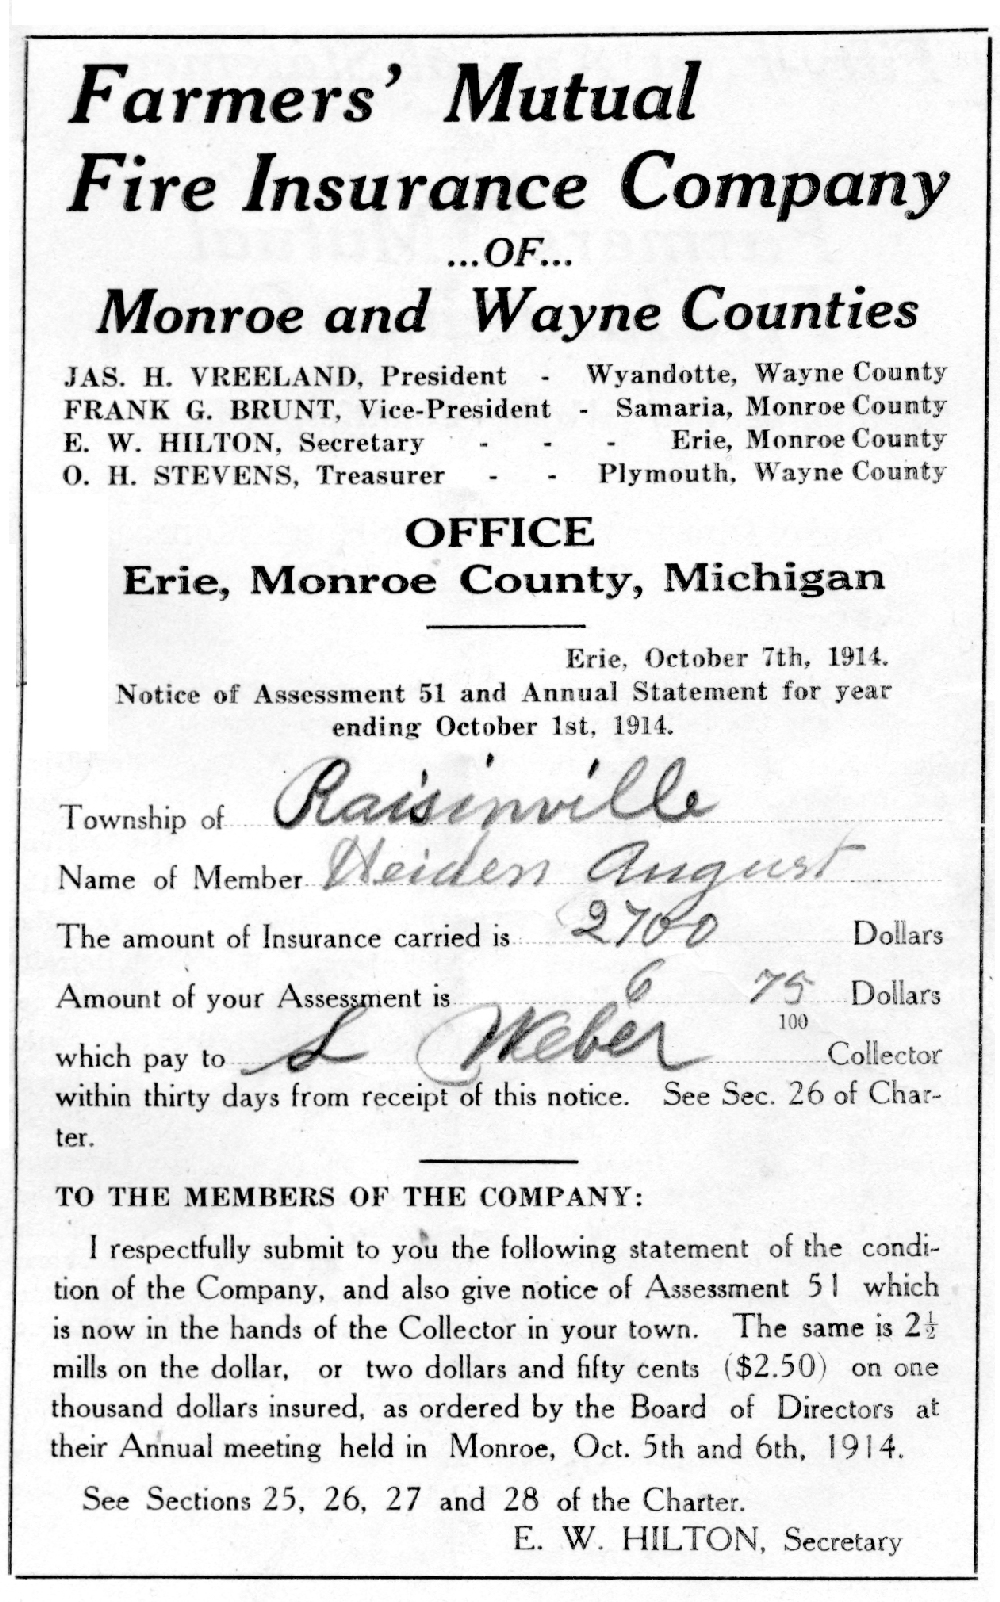 Farmers' Mutual
Fire Insurance Company
...OF...
Monroe and Wayne Counties
JAS. H. VREELAND, President - Wyandotte, Wayne County
FRANK G. BRUNT, Vice-President - Samaria, Monroe County
E. W. HILTON, Secretary - - - Erie, Monroe County
O. H. STEVENS, Treasurer - - Plymouth, Wayne County
OFFICE
Erie, Monroe County, Michigan
Erie, October 7th, 1914.
Notice of Assessment 51 and Annual Statement for year
ending October 1st, 1914.
Township of Raisinville
Name of Member Heiden August
The amount of Insurance carried is 2700 Dollars
Amount of your Assessment is 6 75/100 Dollars
which pay to L Weber Collector
within thirty days from receipt of this notice. See Sec. 26 of Char-
ter.
TO THE MEMBERS OF THE COMPANY:
I respectfully submit to you the following statement of the condi-
tion of the Company, and also give notice of Assessment 51 which
is now in the hands of the Collector in your town. The same is 2½
mills on the dollar, or two dollars and fifty cents ($2.50) on one
thousand dollars insured, as ordered by the Board of Directors at
their Annual meeting held in Monroe, Oct. 5th and 6th, 1914.
See Sections 25, 26, 27 and 28 of the Charter.
E. W. HILTON, Secretary